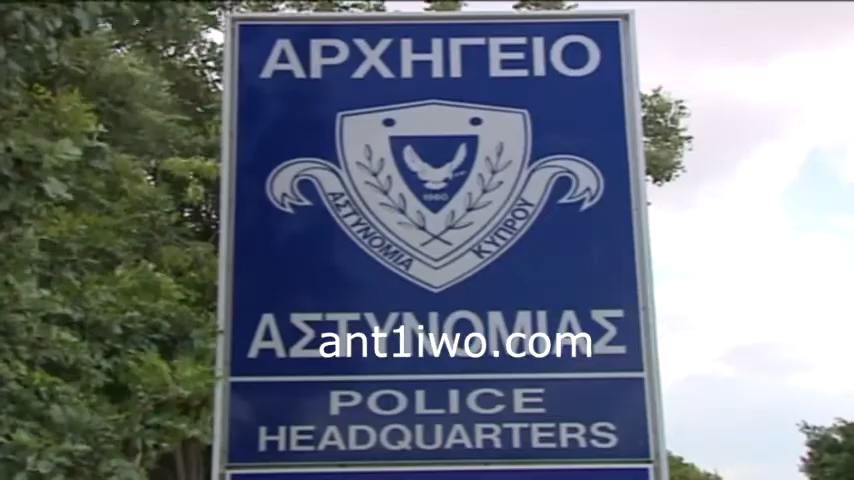 ΑΡΧΗΓΕΙΟ
1960
ΑΣΤΥΝΟΜΙΑ ΚΥΠΡΟΥ
ΑΣΤΥΝΟΜΙΑΣ
ant1iwo.com
POLICE
HEADQUARTERS